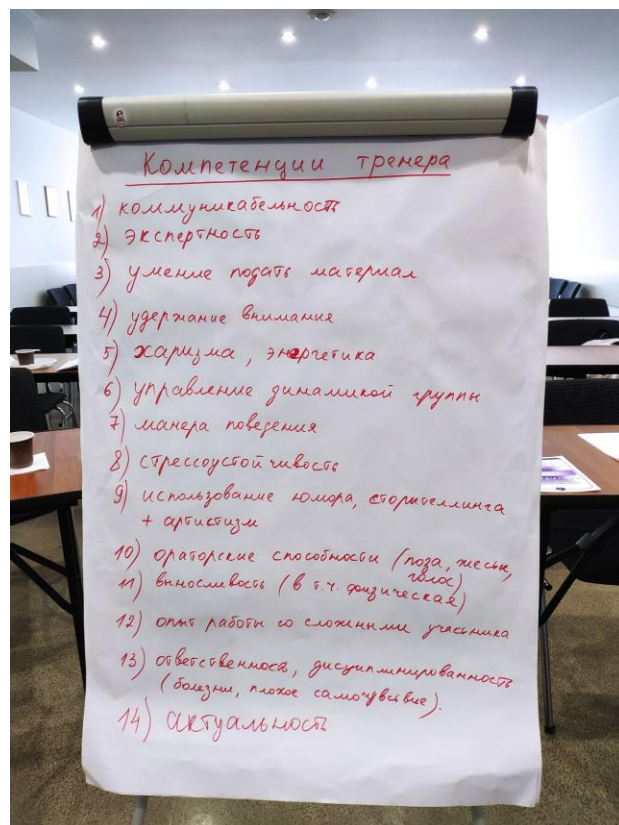 Компетенции тренера
1) коммуникабельность
2) экспертность
3) умение подать материал
4) удержание внимания
5) харизма, энергетика
6) управление динамикой группы
7) манера поведения
8) стрессоустойчивость
9) использование юмора, сторителлинга
+ артистизм
10) ораторские способности (поза, жесты,
голос)
11) выносливость (в т.ч. физическая)
12) опыт работы со сложными участника
13) ответственность, дисциплинированность
(болезни, плохое самочувствие).
14) актуальность